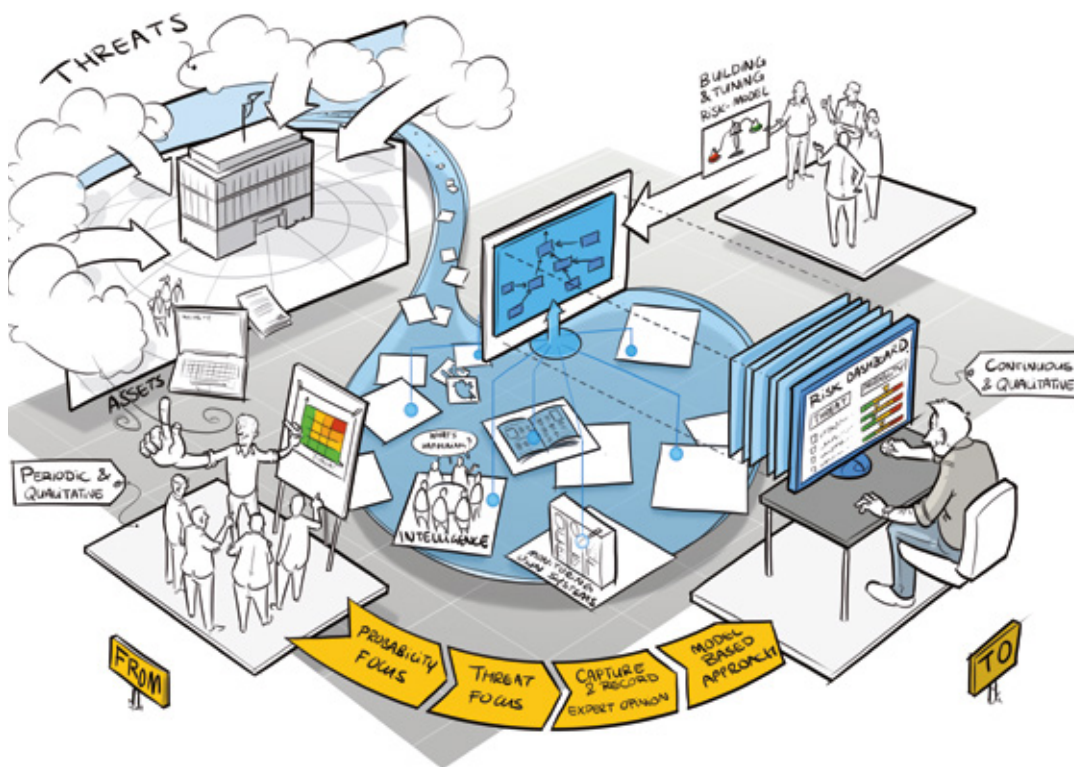 THREATS
BUILDING
& TUNING
RISK-MODEL
ASSETS
PERIODIC &
QUALITATIVE
WHAT'S
HAPPENING?
INTELLIGENCE
MONITORING
OWN SYSTEMS
RISK DASHBOARD
THREAT
PROBABILITY
CONTINUOUS
& QUALITATIVE
FROM
PROBABILITY
FOCUS
THREAT
FOCUS
CAPTURE
& RECORD
EXPERT OPINION
MODEL
BASED
APPROACH
TO